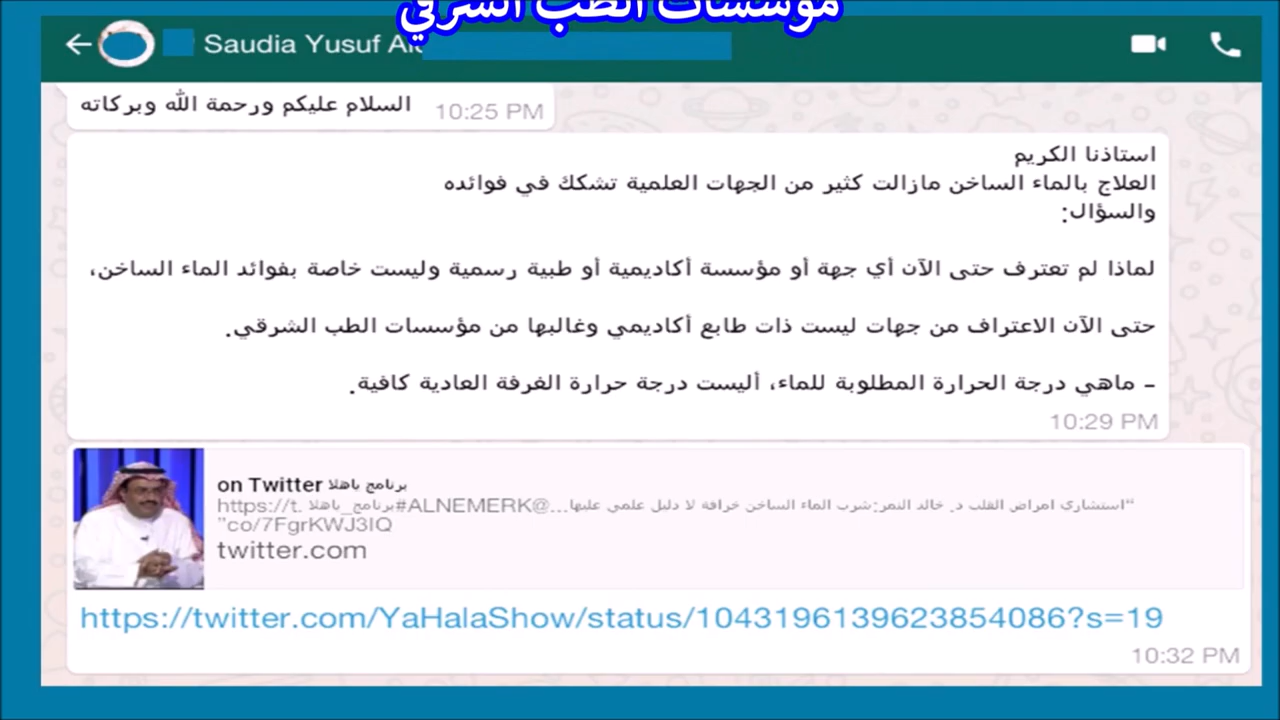 مؤسسات الطب الشرقي
Saudia Yusuf
السلام عليكم ورحمة الله وبركاته
10:25 PM
استاذنا الكريم
العلاج بالماء الساخن مازالت كثير من الجهات العلمية تشكك في فوائده
والسؤال:
لماذا لم تعترف حتى الآن أي جهة أو مؤسسة أكاديمية أو طبية رسمية وليست خاصة بفوائد الماء الساخن،
حتى الآن الاعتراف من جهات ليست ذات طابع أكاديمي وغالبها من مؤسسات الطب الشرقي.
- ماهي درجة الحرارة المطلوبة للماء، أليست درجة حرارة الغرفة العادية كافية.
10:29 PM
برنامج ياهلا on Twitter
“استشاري امراض القلب د. خالد النمر:شرب الماء الساخن خرافة لا دليل علمي عليها...@ALNEMERK#برنامج_ياهلا https://t.
co/7FgrKWJ3IQ”
twitter.com
https://twitter.com/YaHalaShow/status/1043196139623854086?s=19
10:32 PM